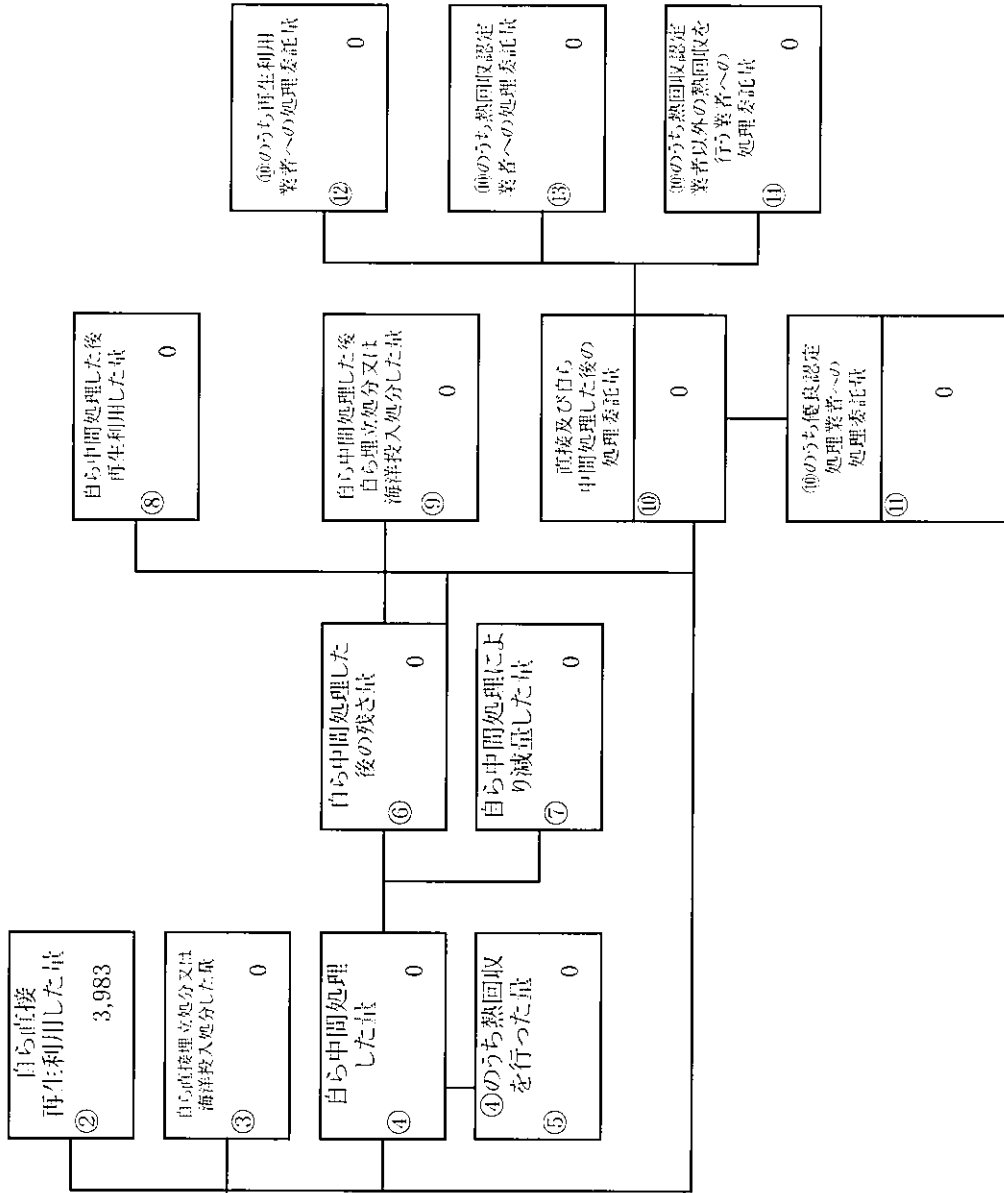 自ら直接
再生利用した量
②
3,983
自ら直接埋立処分又は
海洋投入処分した量
③
0
自ら中間処理
した量
④
0
④のうち熱回収
を行った量
⑤
0
自ら中間処理した
後の残さ量
⑥
0
自ら中間処理によ
り減量した量
⑦
0
自ら中間処理した後
再生利用した量
⑧
0
自ら中間処理した後
自ら埋立処分又は
海洋投入処分した量
⑨
0
直接及び自ら
中間処理した後の
処理委託量
⑩
0
⑩のうち優良認定
処理業者への
処理委託量
⑪
0
⑩のうち再生利用
業者への処理委託量
⑫
0
⑩のうち熱回収認定
業者への処理委託量
⑬
0
⑩のうち熱回収認定
業者以外の熱回収を
行う業者への
処理委託量
⑭
0